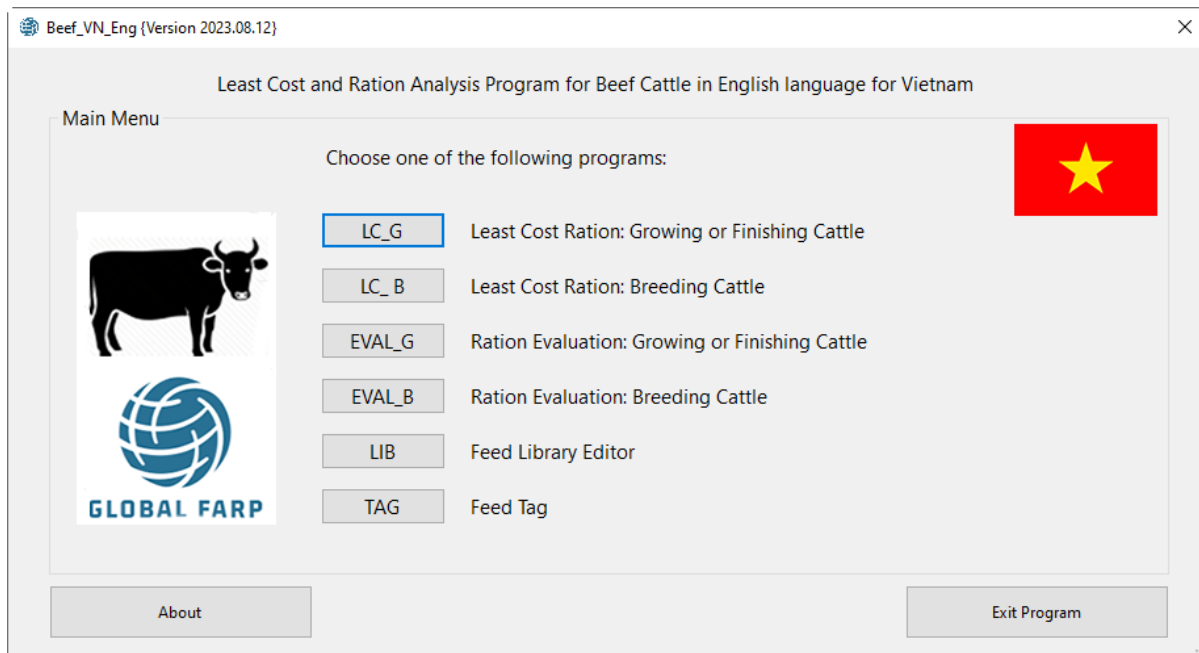 Beef_VN_Eng {Version 2023.08.12}
Least Cost and Ration Analysis Program for Beef Cattle in English language for Vietnam
Main Menu
Choose one of the following programs:
LC_G Least Cost Ration: Growing or Finishing Cattle
LC_ B Least Cost Ration: Breeding Cattle
EVAL_G Ration Evaluation: Growing or Finishing Cattle
EVAL_B Ration Evaluation: Breeding Cattle
LIB Feed Library Editor
TAG Feed Tag
GLOBAL FARP
About
Exit Program